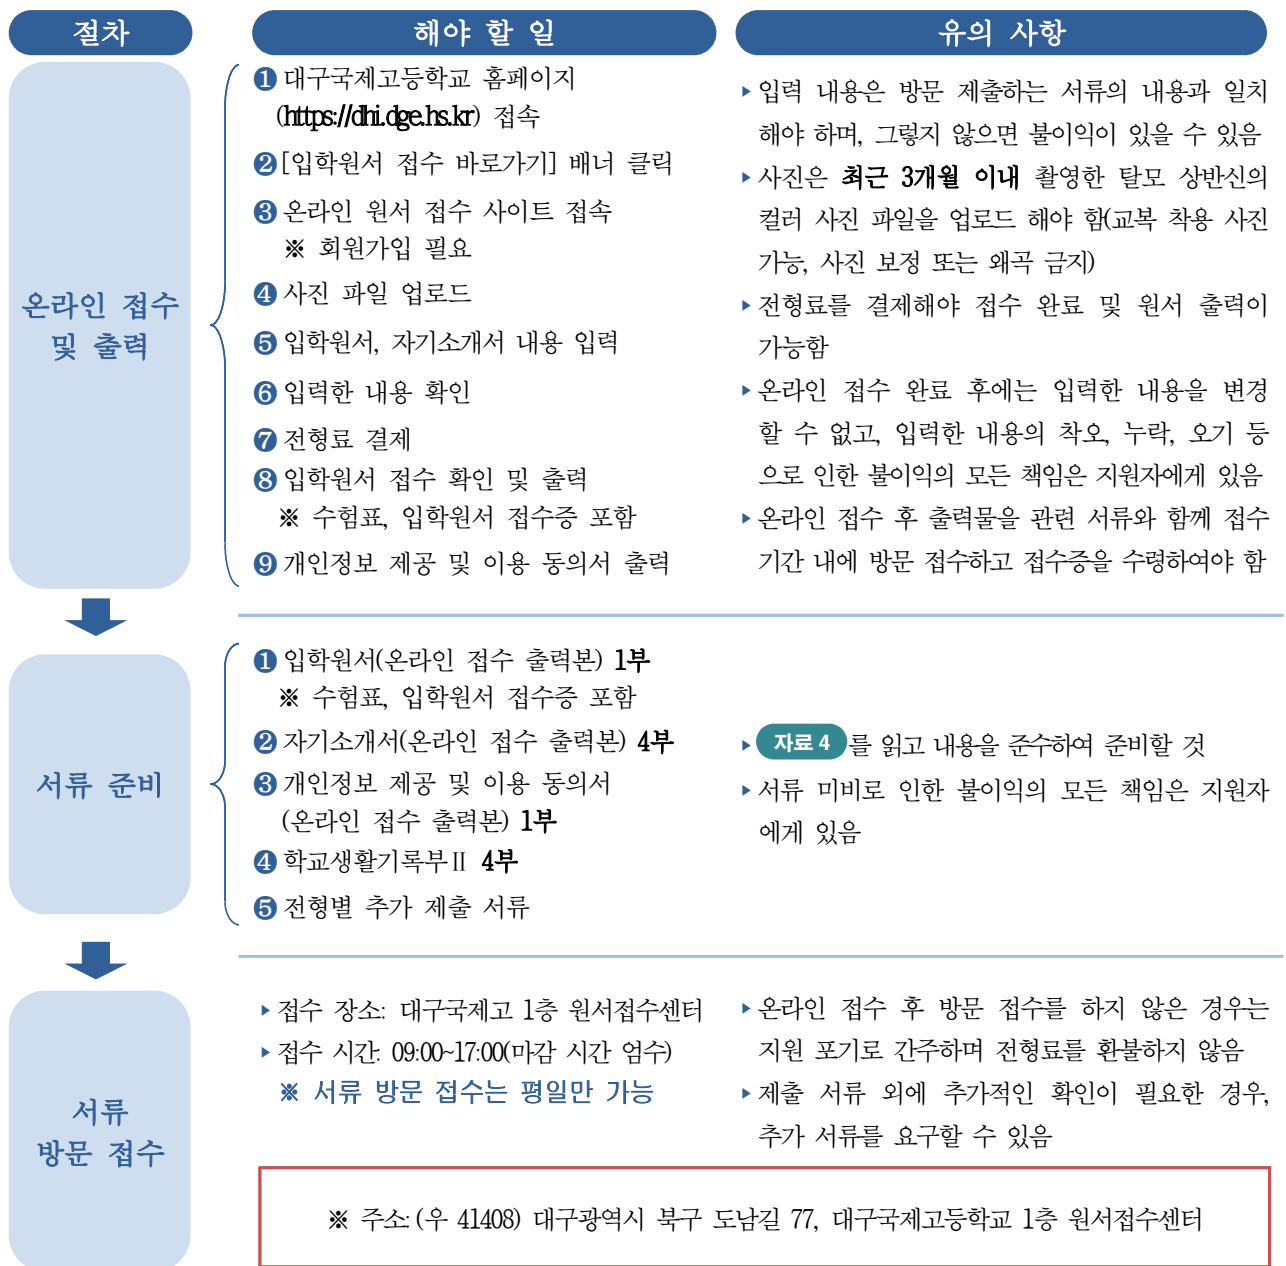 절차
해야 할 일
유의 사항
온라인 접수
및 출력
❶ 대구국제고등학교 홈페이지
(https://dhi.dge.hs.kr) 접속
❷ [입학원서 접수 바로가기] 배너 클릭
❸ 온라인 원서 접수 사이트 접속
※ 회원가입 필요
❹ 사진 파일 업로드
❺ 입학원서, 자기소개서 내용 입력
❻ 입력한 내용 확인
❼ 전형료 결제
❽ 입학원서 접수 확인 및 출력
※ 수험표, 입학원서 접수증 포함
❾ 개인정보 제공 및 이용 동의서 출력
▸ 입력 내용은 방문 제출하는 서류의 내용과 일치
해야 하며, 그렇지 않으면 불이익이 있을 수 있음
▸ 사진은 최근 3개월 이내 촬영한 탈모 상반신의
컬러 사진 파일을 업로드 해야 함(교복 착용 사진
가능, 사진 보정 또는 왜곡 금지)
▸ 전형료를 결제해야 접수 완료 및 원서 출력이
가능함
▸ 온라인 접수 완료 후에는 입력한 내용을 변경
할 수 없고, 입력한 내용의 착오, 누락, 오기 등
으로 인한 불이익의 모든 책임은 지원자에게 있음
▸ 온라인 접수 후 출력물을 관련 서류와 함께 접수
기간 내에 방문 접수하고 접수증을 수령하여야 함
서류 준비
❶ 입학원서(온라인 접수 출력본) 1부
※ 수험표, 입학원서 접수증 포함
❷ 자기소개서(온라인 접수 출력본) 4부
❸ 개인정보 제공 및 이용 동의서
(온라인 접수 출력본) 1부
❹ 학교생활기록부Ⅱ 4부
❺ 전형별 추가 제출 서류
▸ 자료 4 를 읽고 내용을 준수하여 준비할 것
▸ 서류 미비로 인한 불이익의 모든 책임은 지원자
에게 있음
서류
방문 접수
▸ 접수 장소: 대구국제고 1층 원서접수센터
▸ 접수 시간: 09:00~17:00(마감 시간 엄수)
※ 서류 방문 접수는 평일만 가능
▸ 온라인 접수 후 방문 접수를 하지 않은 경우는
지원 포기로 간주하며 전형료를 환불하지 않음
▸ 제출 서류 외에 추가적인 확인이 필요한 경우,
추가 서류를 요구할 수 있음
※ 주소: (우 41408) 대구광역시 북구 도남길 77, 대구국제고등학교 1층 원서접수센터